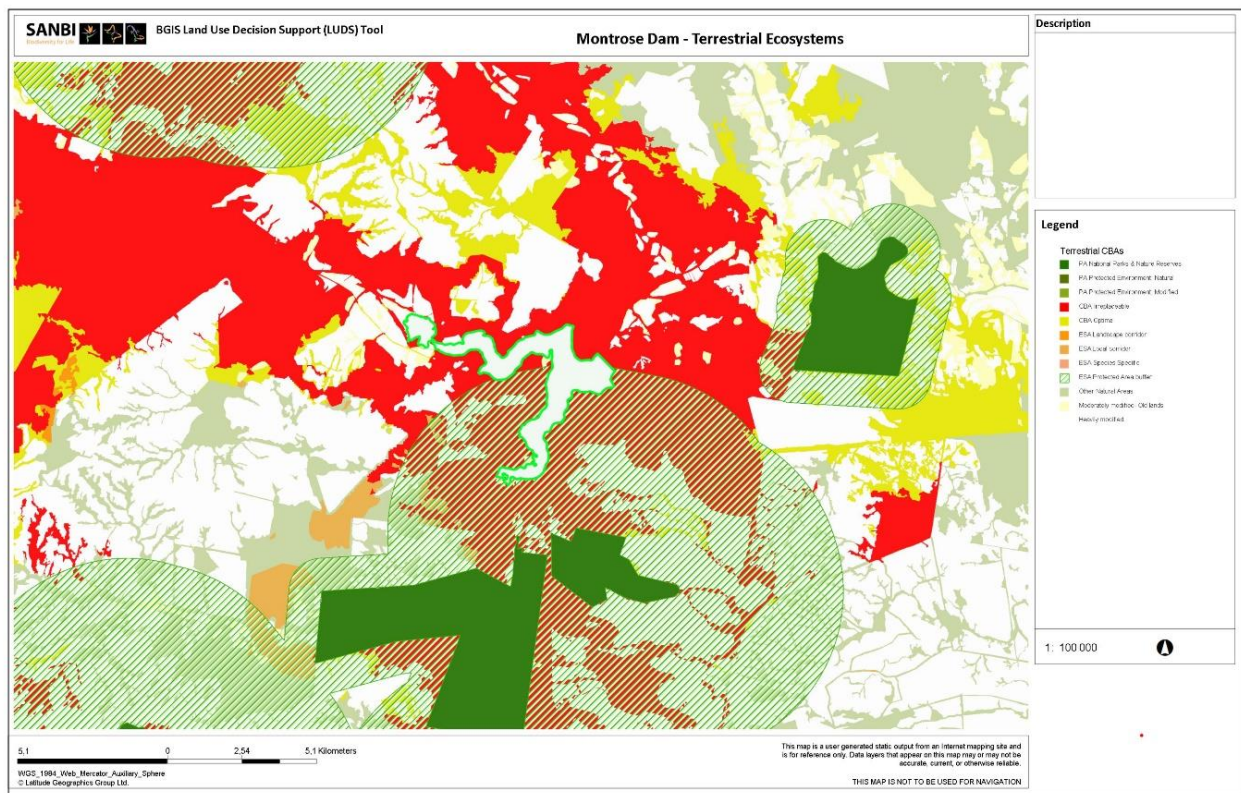 SANBI
Biodiversity for Life
BGIS Land Use Decision Support (LUDS) Tool
Montrose Dam - Terrestrial Ecosystems
Description
Legend
Terrestrial CBAs
PA National Parks & Nature Reserves
PA Protected Environment: Natural
PA Protected Environment: Modified
CBA Irreplaceable
CBA Optimal
ESA Landscape corridor
ESA Local corridor
ESA Species Specific
ESA Protected Area buffer
Other Natural Areas
Moderately modified- Old lands
Heavily modified
1: 100 000
5,1 0 2,54 5,1 Kilometers
WGS_1984_Web_Mercator_Auxiliary_Sphere
© Latitude Geographics Group Ltd.
This map is a user generated static output from an Internet mapping site and
is for reference only. Data layers that appear on this map may or may not be
accurate, current, or otherwise reliable.
THIS MAP IS NOT TO BE USED FOR NAVIGATION